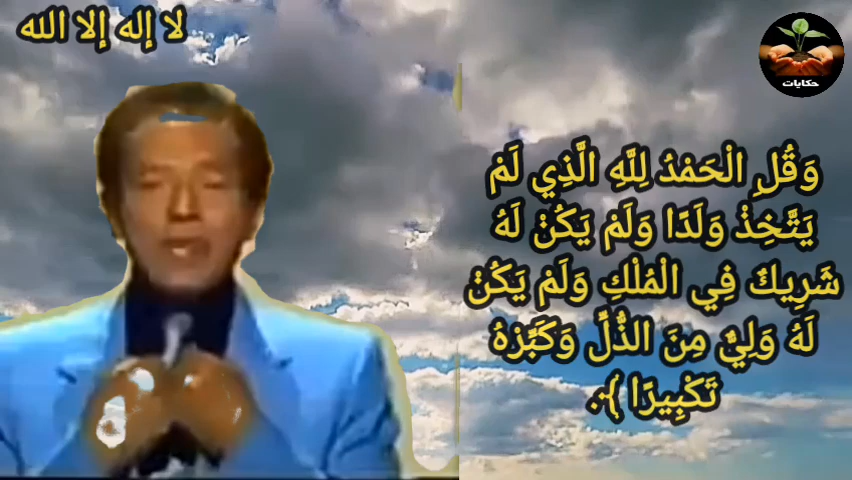 لا إله إلا الله
حكايات
وَقُلِ الْحَمْدُ لِلَّهِ الَّذِي لَمْ
يَتَّخِذْ وَلَدًا وَلَمْ يَكُنْ لَهُ
شَرِيكٌ فِي الْمُلْكِ وَلَمْ يَكُنْ
لَهُ وَلِيٌّ مِنَ الذُّلِّ وَكَبِّرْهُ
تَكْبِيرًا ﴾.